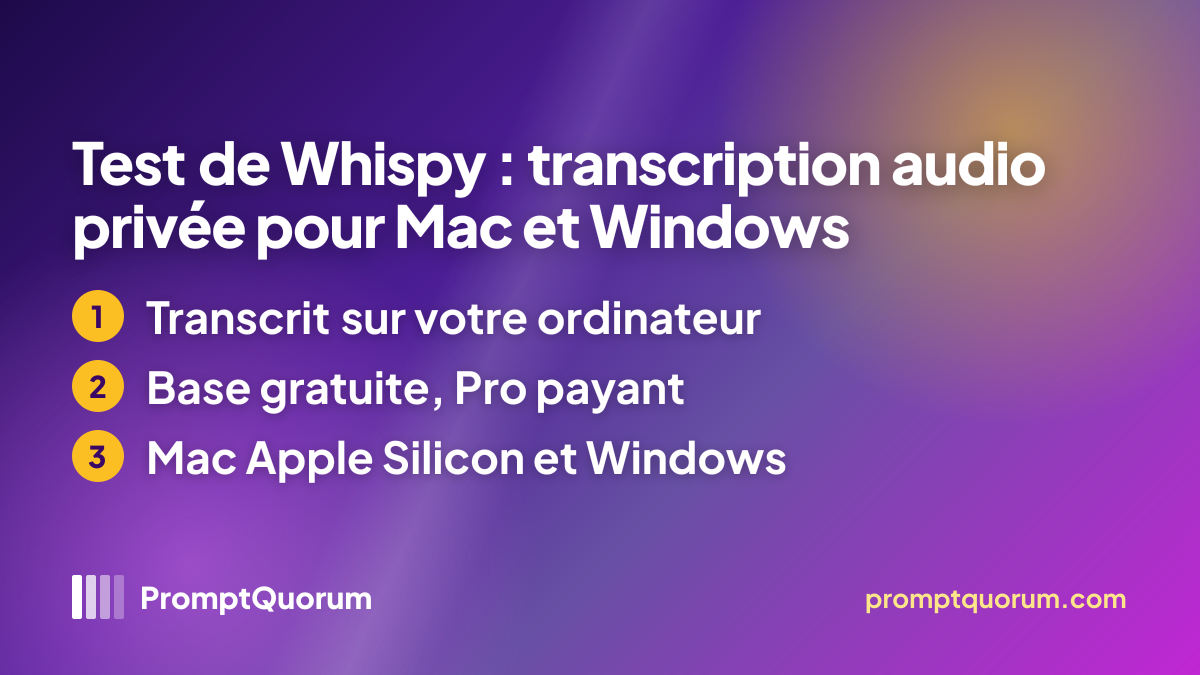 Test de Whispy : transcription audio
privée pour Mac et Windows
1 Transcrit sur votre ordinateur
2 Base gratuite, Pro payant
3 Mac Apple Silicon et Windows
PromptQuorum
promptquorum.com